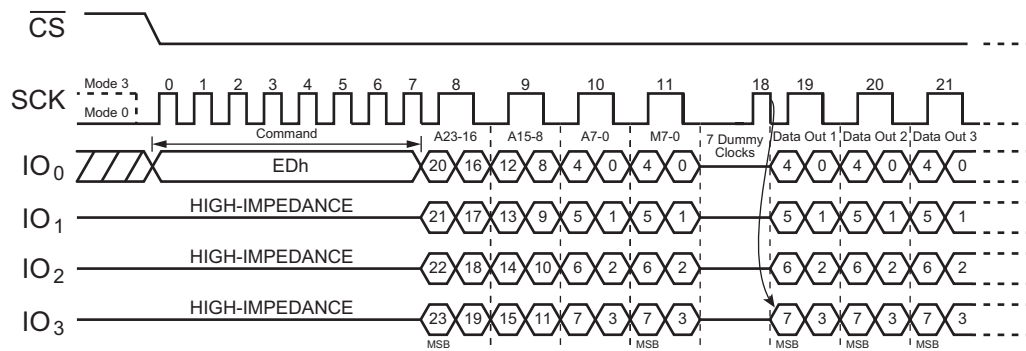 CS
SCK Mode 3 0 1 2 3 4 5 6 7 8 9 10 11 18 19 20 21
Mode 0
Command A23-16 A15-8 A7-0 M7-0 7 Dummy Clocks Data Out 1 Data Out 2 Data Out 3
IO0 EDh 20 16 12 8 4 0 4 0 4 0 4 0 4 0
IO1 HIGH-IMPEDANCE 21 17 13 9 5 1 5 1 5 1 5 1 5 1
IO2 HIGH-IMPEDANCE 22 18 14 10 6 2 6 2 6 2 6 2 6 2
IO3 HIGH-IMPEDANCE 23 19 15 11 7 3 7 3 7 3 7 3 7 3
MSB MSB MSB MSB MSB